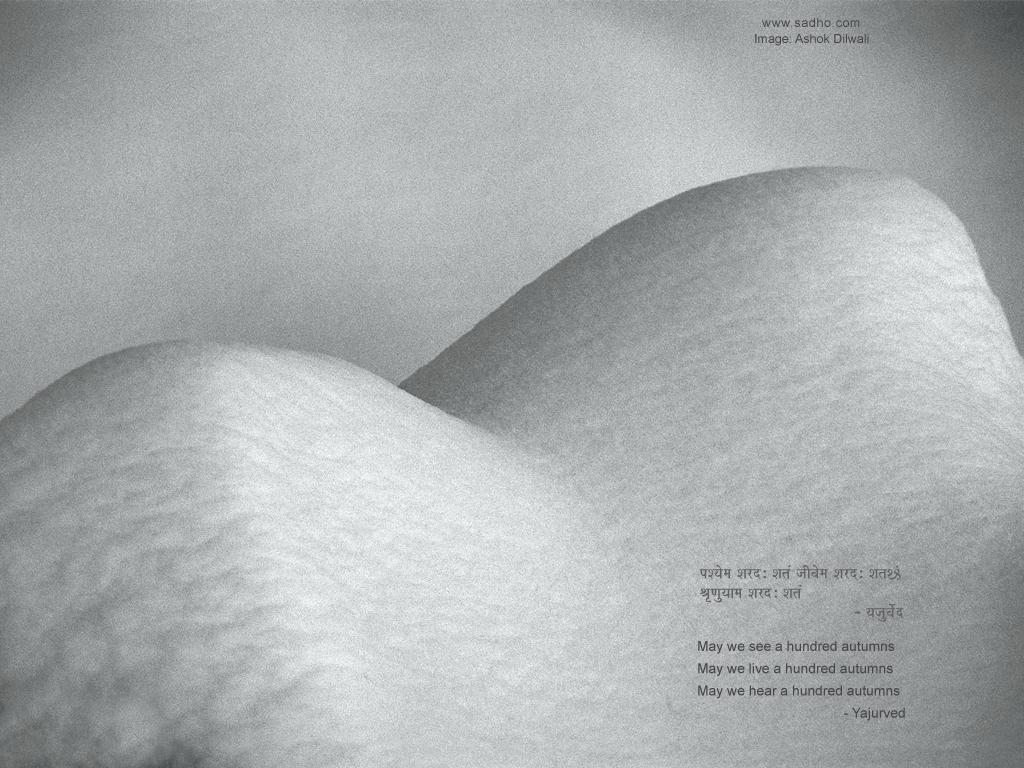 www.sadho.com
Image: Ashok Dilwali
पश्येम शरदः शतं जीवेम शरदः शतꣳ
श्रृणुयाम शरदः शतं
- यजुर्वेद
May we see a hundred autumns
May we live a hundred autumns
May we hear a hundred autumns
- Yajurved